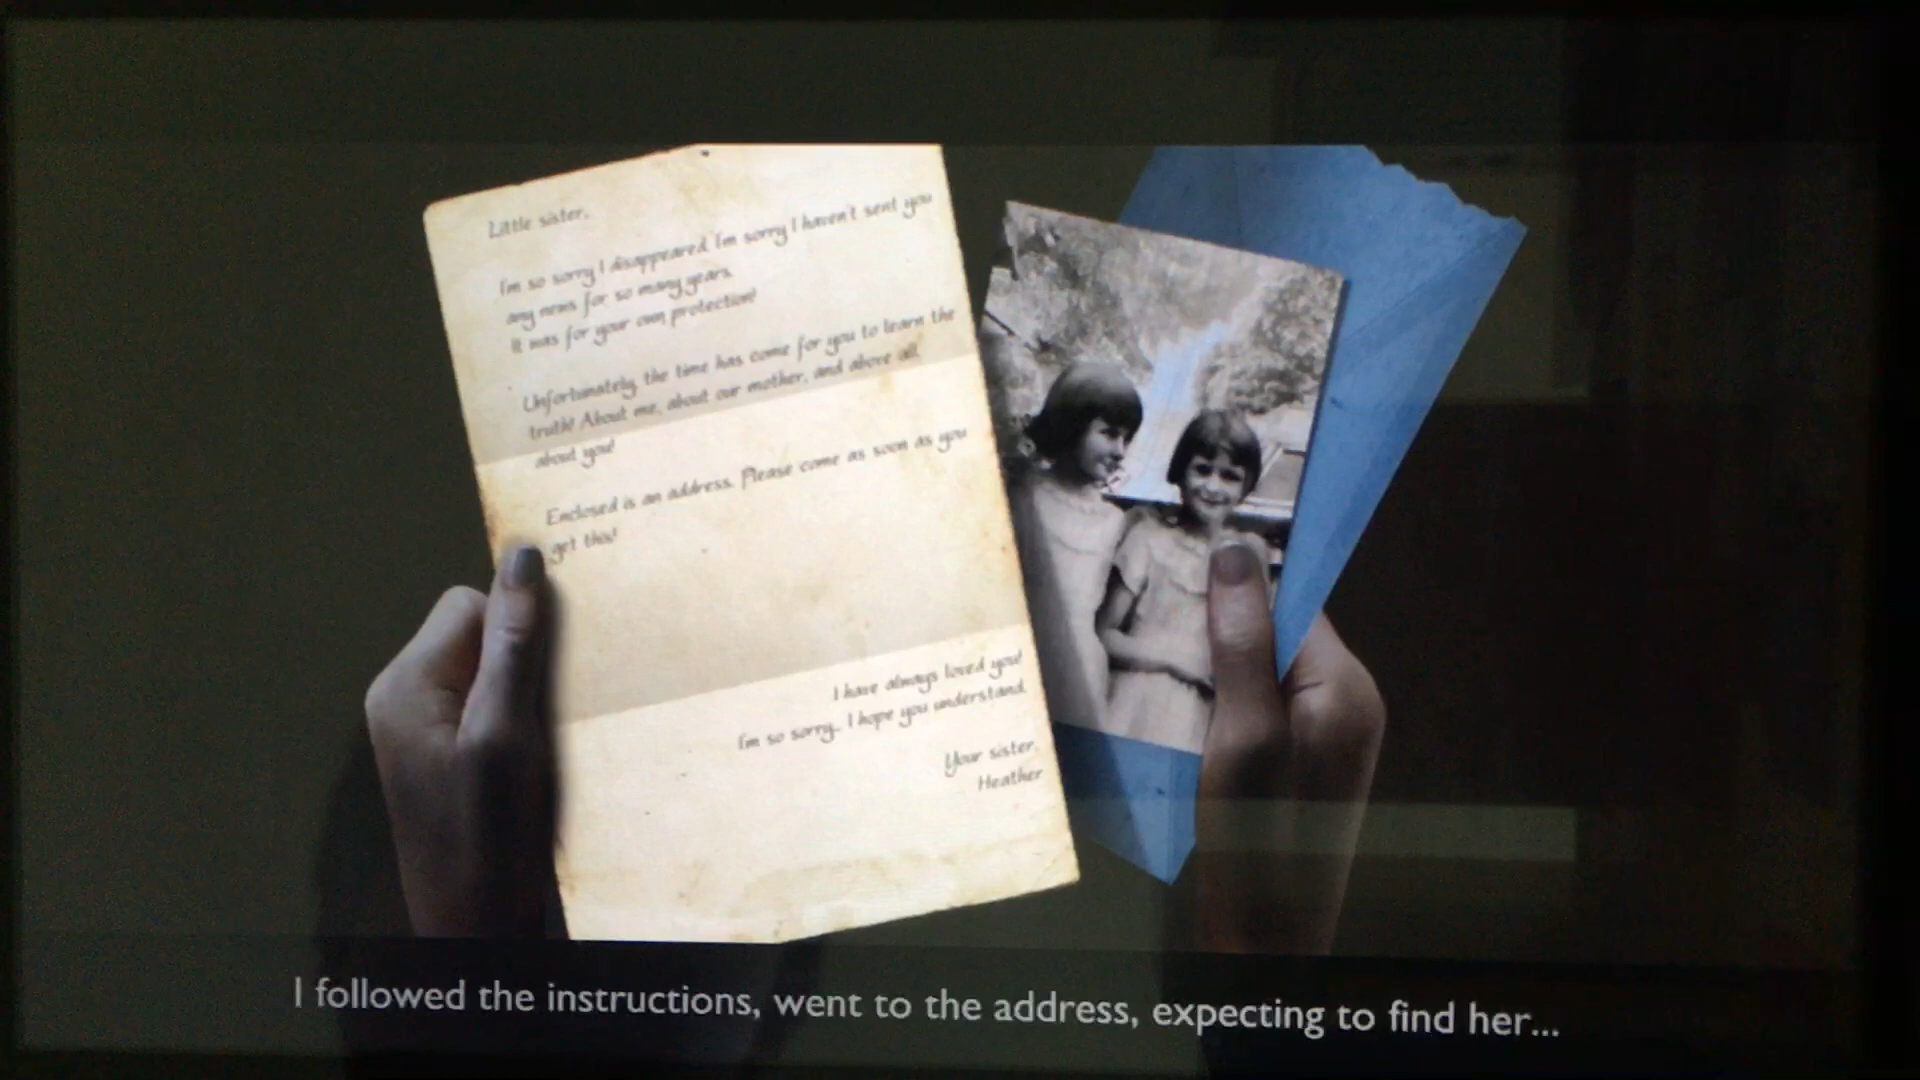 Little sister,
I'm so sorry I disappeared. I'm sorry I haven't sent you
any news for so many years.
It was for your own protection!
Unfortunately, the time has come for you to learn the
truth! About me, about our mother, and above all,
about you!
Enclosed is an address. Please come as soon as you
get this!
I have always loved you!
I'm so sorry... I hope you understand.
Your sister,
Heather
I followed the instructions, went to the address, expecting to find her...